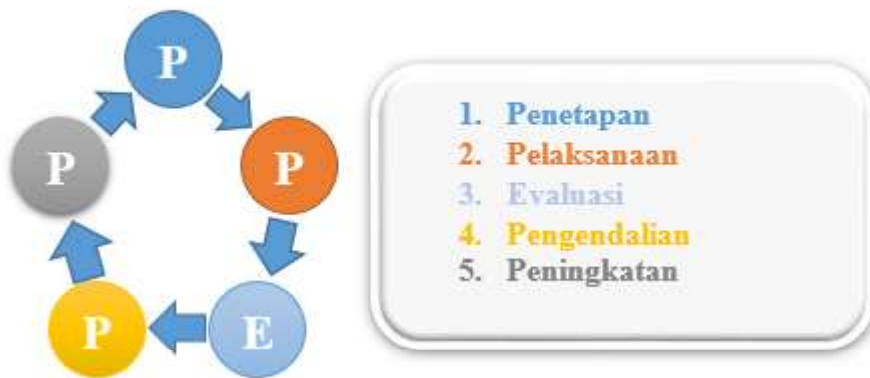 P
P
P
P
E
1. Penetapan
2. Pelaksanaan
3. Evaluasi
4. Pengendalian
5. Peningkatan